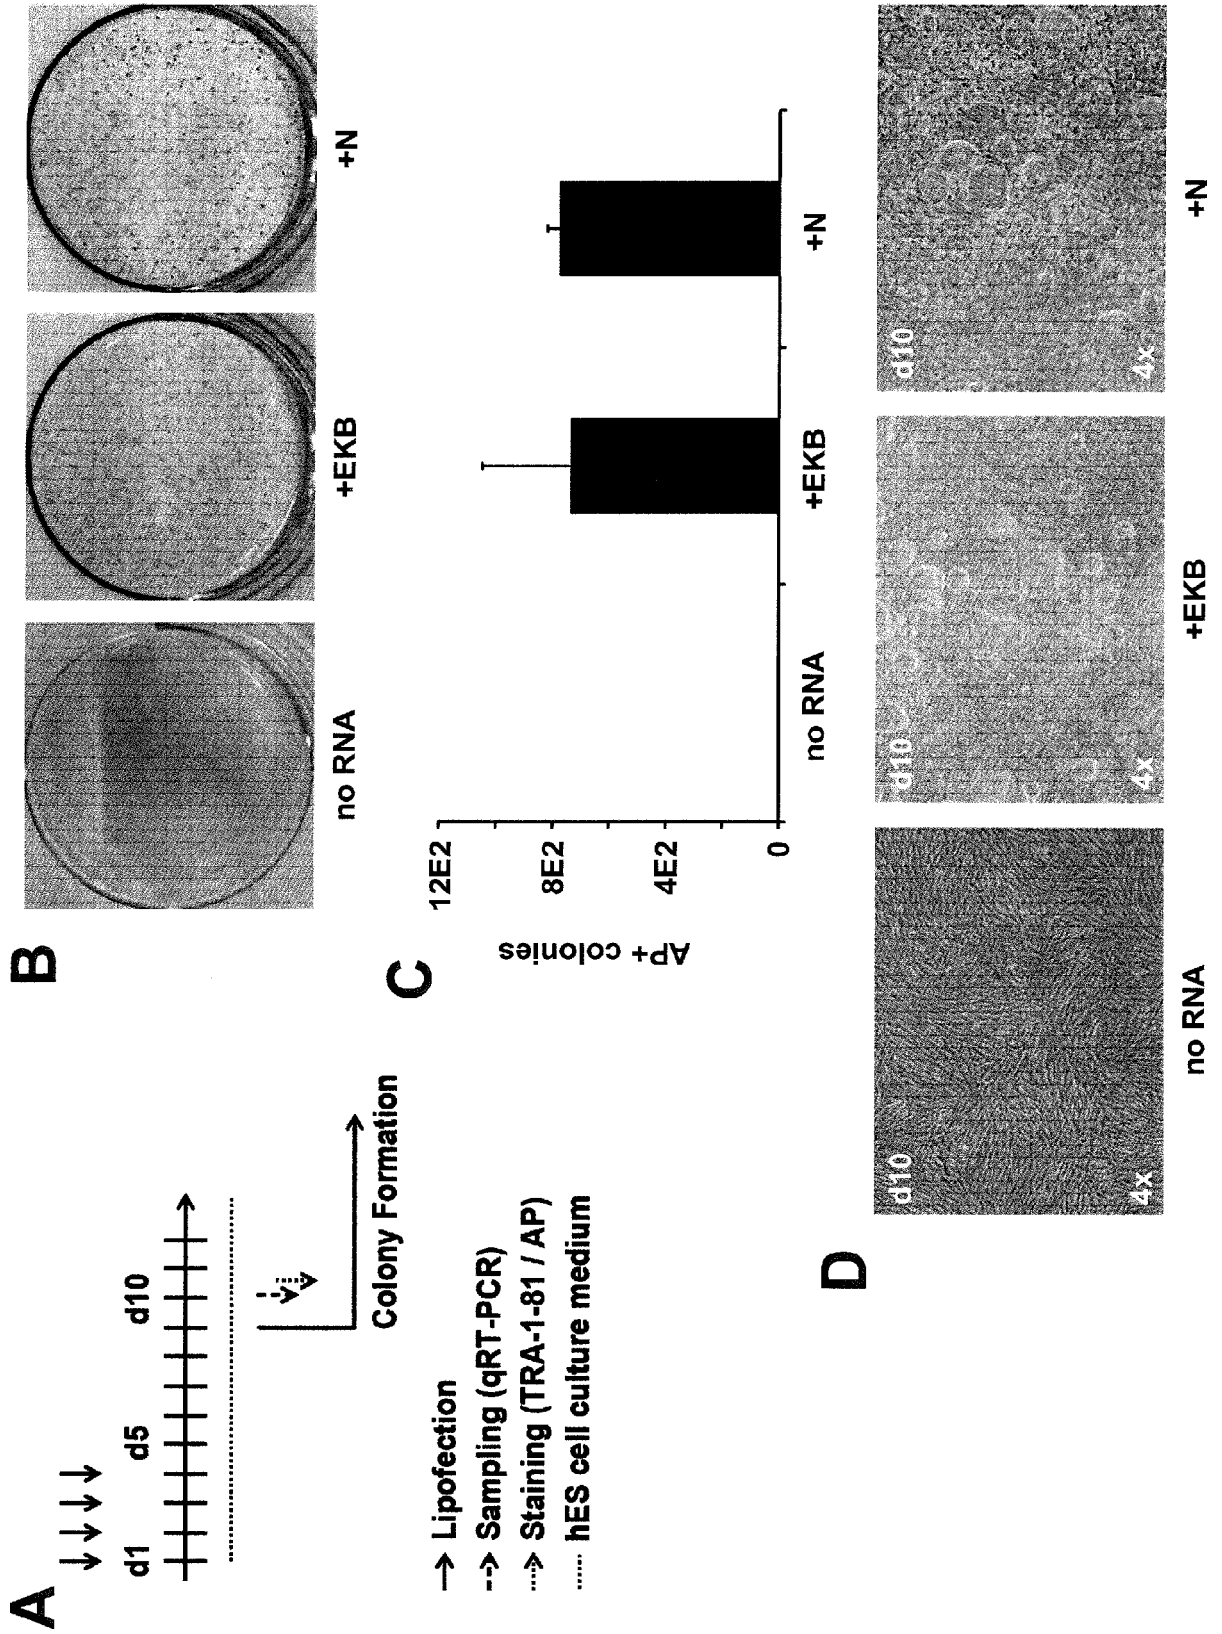 A
d1 d5 d10
Colony Formation
Lipofection
Sampling (qRT-PCR)
Staining (TRA-1-81 / AP)
hES cell culture medium
B
no RNA +EKB +N
C
AP+ colonies
12E2
8E2
4E2
0
no RNA +EKB +N
D
d10 d10 d10
4x 4x 4x
no RNA +EKB +N